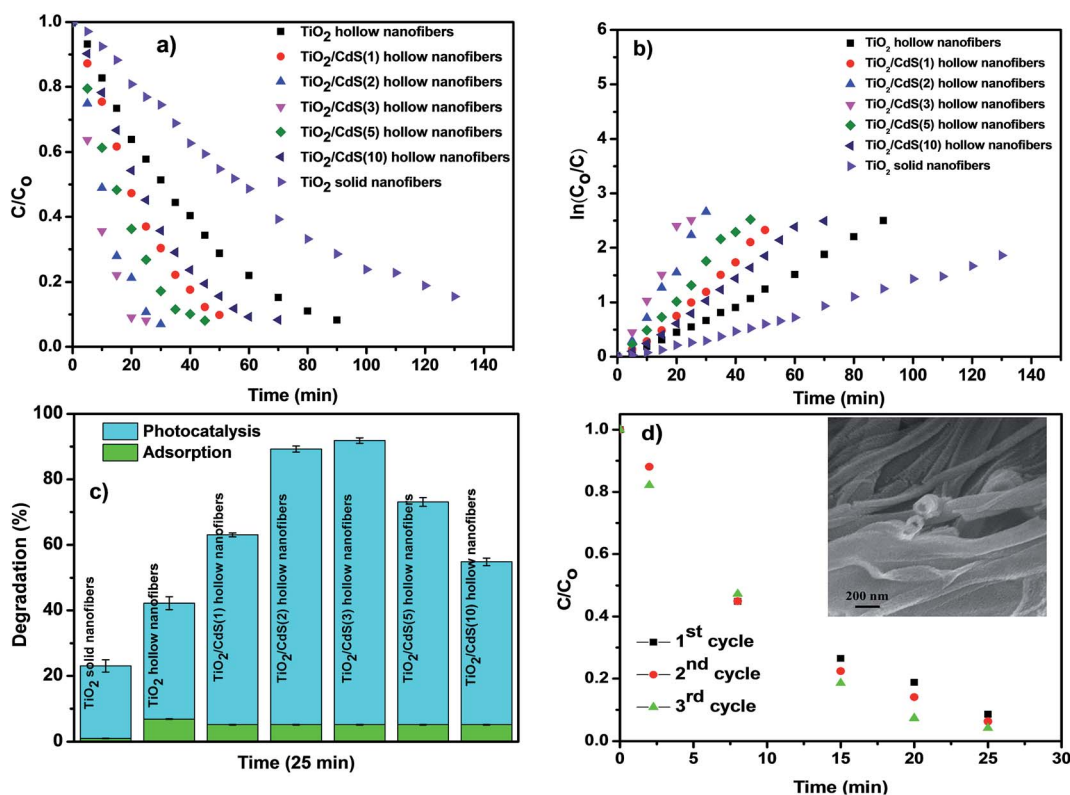 a)
TiO2 hollow nanofibers
TiO2/CdS(1) hollow nanofibers
TiO2/CdS(2) hollow nanofibers
TiO2/CdS(3) hollow nanofibers
TiO2/CdS(5) hollow nanofibers
TiO2/CdS(10) hollow nanofibers
TiO2 solid nanofibers
C/Co
1.0
0.8
0.6
0.4
0.2
0.0
0 20 40 60 80 100 120 140
Time (min)
b)
TiO2 hollow nanofibers
TiO2/CdS(1) hollow nanofibers
TiO2/CdS(2) hollow nanofibers
TiO2/CdS(3) hollow nanofibers
TiO2/CdS(5) hollow nanofibers
TiO2/CdS(10) hollow nanofibers
TiO2 solid nanofibers
ln(Co/C)
6
5
4
3
2
1
0
0 20 40 60 80 100 120 140
Time (min)
c)
Photocatalysis
Adsorption
Degradation (%)
100
80
60
40
20
0
TiO2 solid nanofibers
TiO2 hollow nanofibers
TiO2/CdS(1) hollow nanofibers
TiO2/CdS(2) hollow nanofibers
TiO2/CdS(3) hollow nanofibers
TiO2/CdS(5) hollow nanofibers
TiO2/CdS(10) hollow nanofibers
Time (25 min)
d)
200 nm
1st cycle
2nd cycle
3rd cycle
C/Co
1.0
0.8
0.6
0.4
0.2
0.0
0 5 10 15 20 25 30
Time (min)